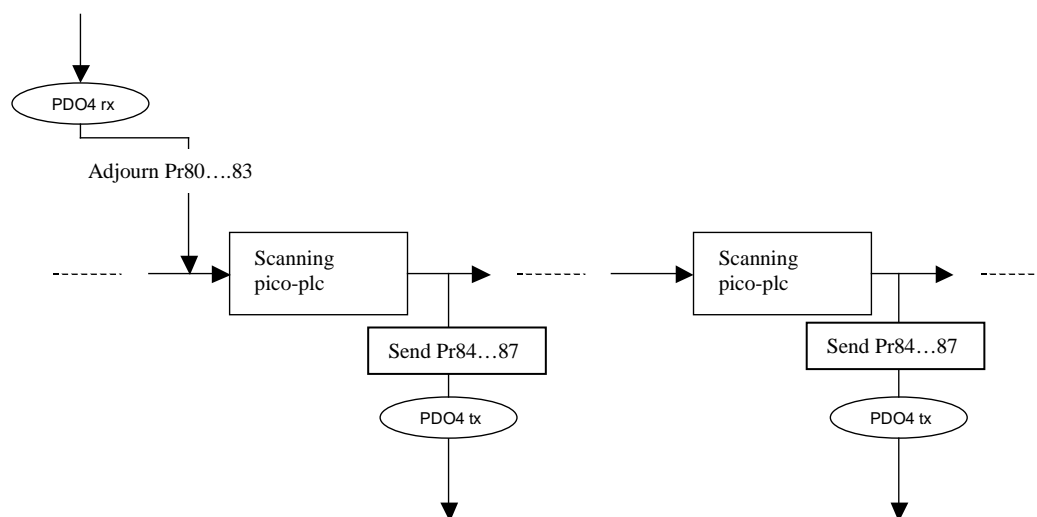 PDO4 rx
Adjourn Pr80….83
Scanning
pico-plc
Scanning
pico-plc
Send Pr84…87
Send Pr84…87
PDO4 tx
PDO4 tx